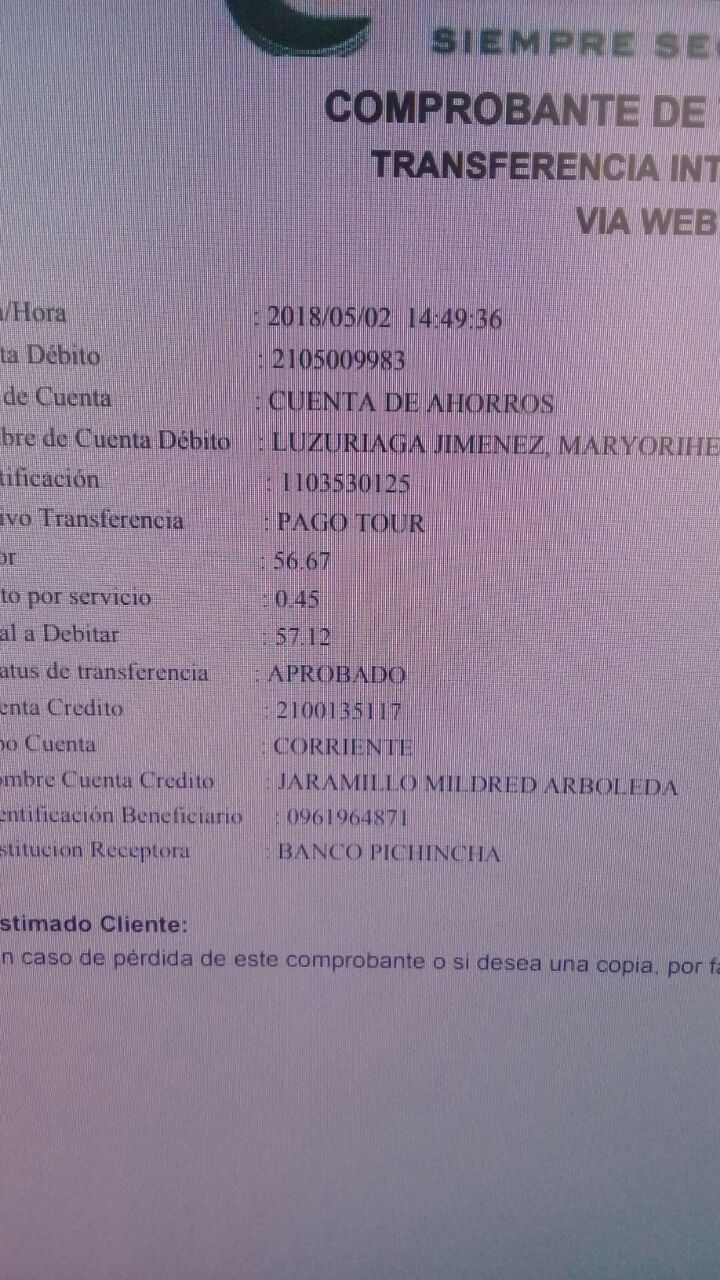 SIEMPRE SE
COMPROBANTE DE
TRANSFERENCIA INT
VIA WEB
a/Hora : 2018/05/02 14:49:36
ta Débito : 2105009983
de Cuenta : CUENTA DE AHORROS
bre de Cuenta Débito : LUZURIAGA JIMENEZ, MARYORIHE
tificación : 1103530125
ivo Transferencia : PAGO TOUR
or : 56.67
to por servicio : 0.45
al a Debitar : 57.12
atus de transferencia : APROBADO
enta Credito : 2100135117
po Cuenta : CORRIENTE
ombre Cuenta Credito : JARAMILLO MILDRED ARBOLEDA
entificación Beneficiario : 0961964871
stitucion Receptora : BANCO PICHINCHA
stimado Cliente:
n caso de pérdida de este comprobante o si desea una copia, por fa